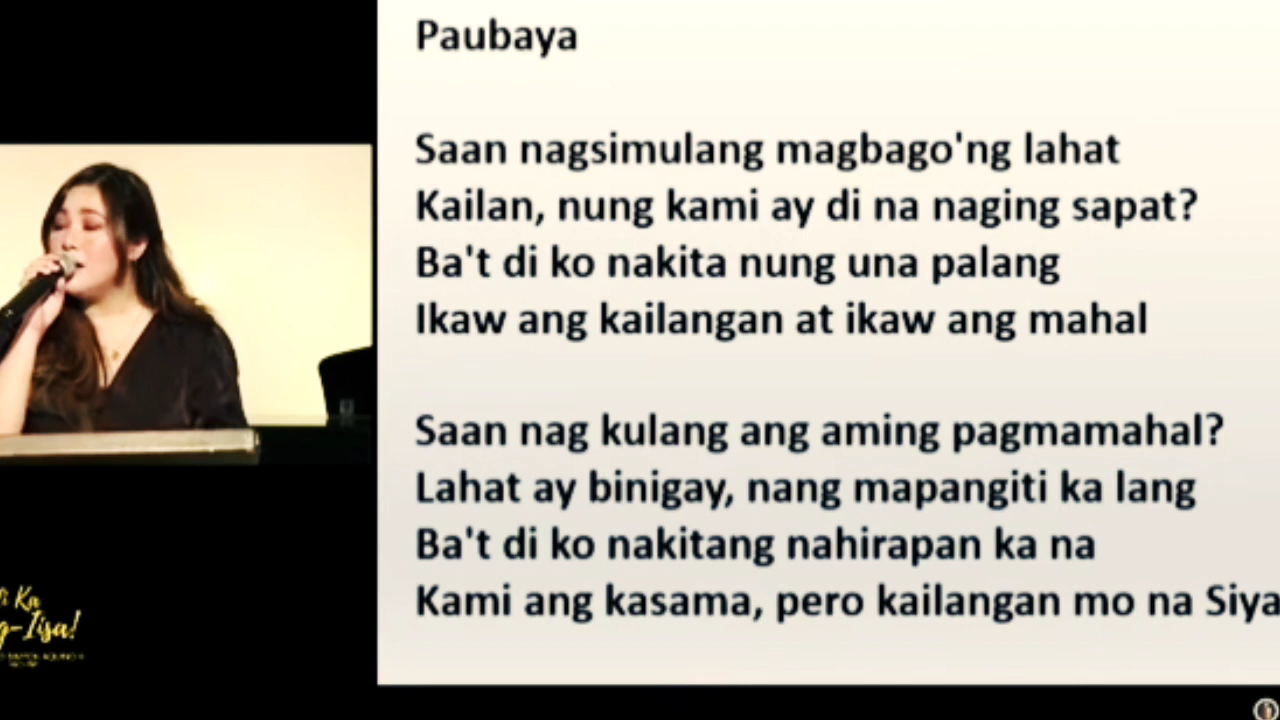 Paubaya
Saan nagsimulang magbago'ng lahat
Kailan, nung kami ay di na naging sapat?
Ba't di ko nakita nung una palang
Ikaw ang kailangan at ikaw ang mahal
Saan nag kulang ang aming pagmamahal?
Lahat ay binigay, nang mapangiti ka lang
Ba't di ko nakitang nahirapan ka na
Kami ang kasama, pero kailangan mo na Siya
Ka
g-Iisa!